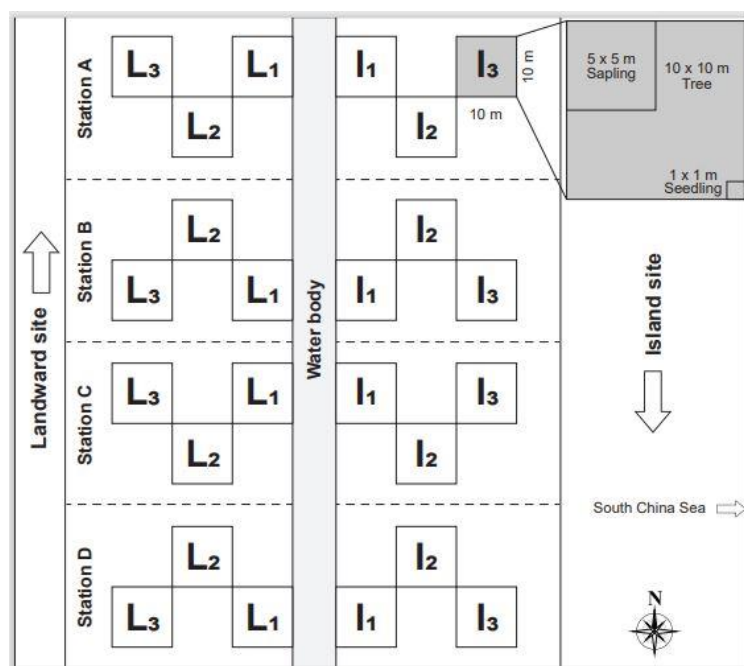 Landward site
Station A
L₃
L₁
L₂
I₁
I₃
I₂
10 m
10 m
5 x 5 m
Sapling
10 x 10 m
Tree
1 x 1 m
Seedling
Station B
L₂
L₃
L₁
I₂
I₁
I₃
Water body
Island site
Station C
L₃
L₁
L₂
I₁
I₃
I₂
South China Sea
Station D
L₂
L₃
L₁
I₂
I₁
I₃
N